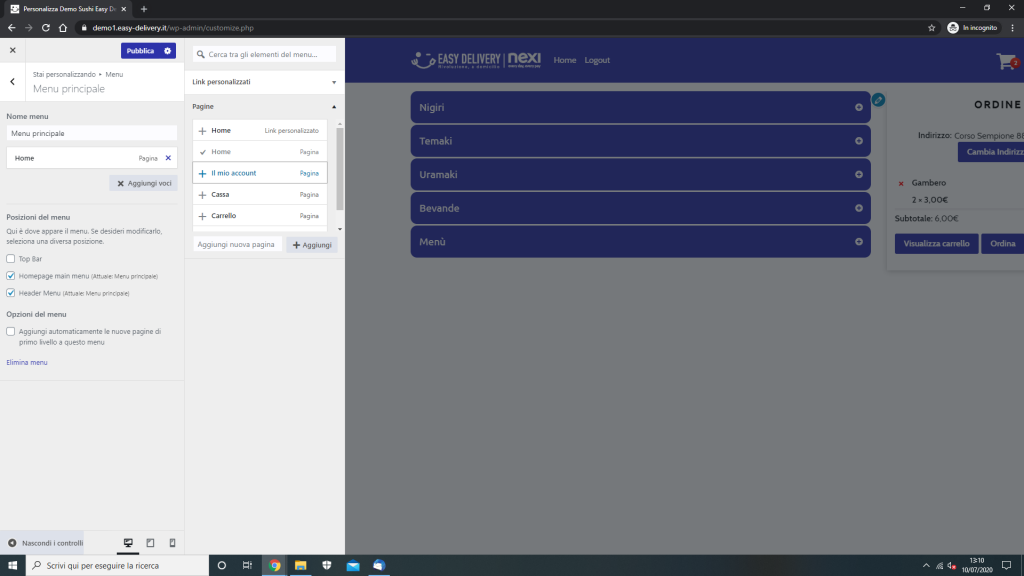 Personalizza Demo Sushi Easy D
demo1.easy-delivery.it/wp-admin/customize.php
In incognito
Pubblica
Stai personalizzando • Menu
Menu principale
Nome menu
Menu principale
Home Pagina
Aggiungi voci
Posizioni del menu
Qui è dove appare il menu. Se desideri modificarlo,
seleziona una diversa posizione.
Top Bar
Homepage main menu (Attuale: Menu principale)
Header Menu (Attuale: Menu principale)
Opzioni del menu
Aggiungi automaticamente le nuove pagine di
primo livello a questo menu
Elimina menu
Nascondi i controlli
Cerca tra gli elementi del menu...
Link personalizzati
Pagine
Home Link personalizzato
Home Pagina
Il mio account Pagina
Cassa Pagina
Carrello Pagina
Aggiungi nuova pagina
Aggiungi
EASY DELIVERY nexi
Home Logout
2
Nigiri
Temaki
Uramaki
Bevande
Menù
ORDINE
Indirizzo: Corso Sempione 88
Cambia Indirizz
Gambero
2 × 3,00€
Subtotale: 6,00€
Visualizza carrello Ordina
Scrivi qui per eseguire la ricerca
13:10
10/07/2020